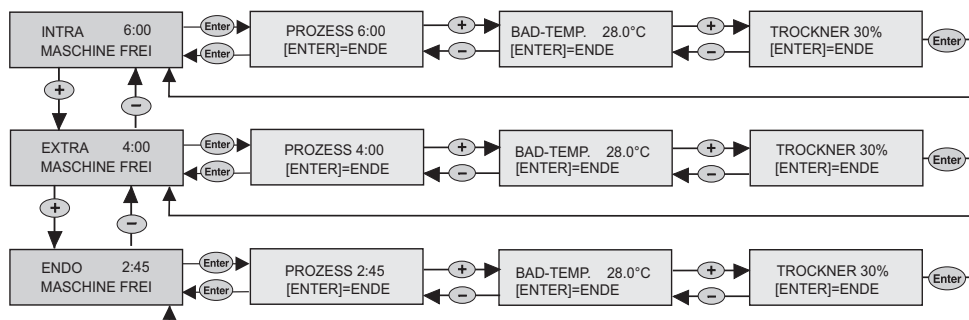 INTRA 6:00
MASCHINE FREI
Enter
Enter
PROZESS 6:00
[ENTER]=ENDE
+
−
BAD-TEMP. 28.0°C
[ENTER]=ENDE
+
−
TROCKNER 30%
[ENTER]=ENDE
Enter
+
−
EXTRA 4:00
MASCHINE FREI
Enter
Enter
PROZESS 4:00
[ENTER]=ENDE
+
−
BAD-TEMP. 28.0°C
[ENTER]=ENDE
+
−
TROCKNER 30%
[ENTER]=ENDE
Enter
+
−
ENDO 2:45
MASCHINE FREI
Enter
Enter
PROZESS 2:45
[ENTER]=ENDE
+
−
BAD-TEMP. 28.0°C
[ENTER]=ENDE
+
−
TROCKNER 30%
[ENTER]=ENDE
Enter